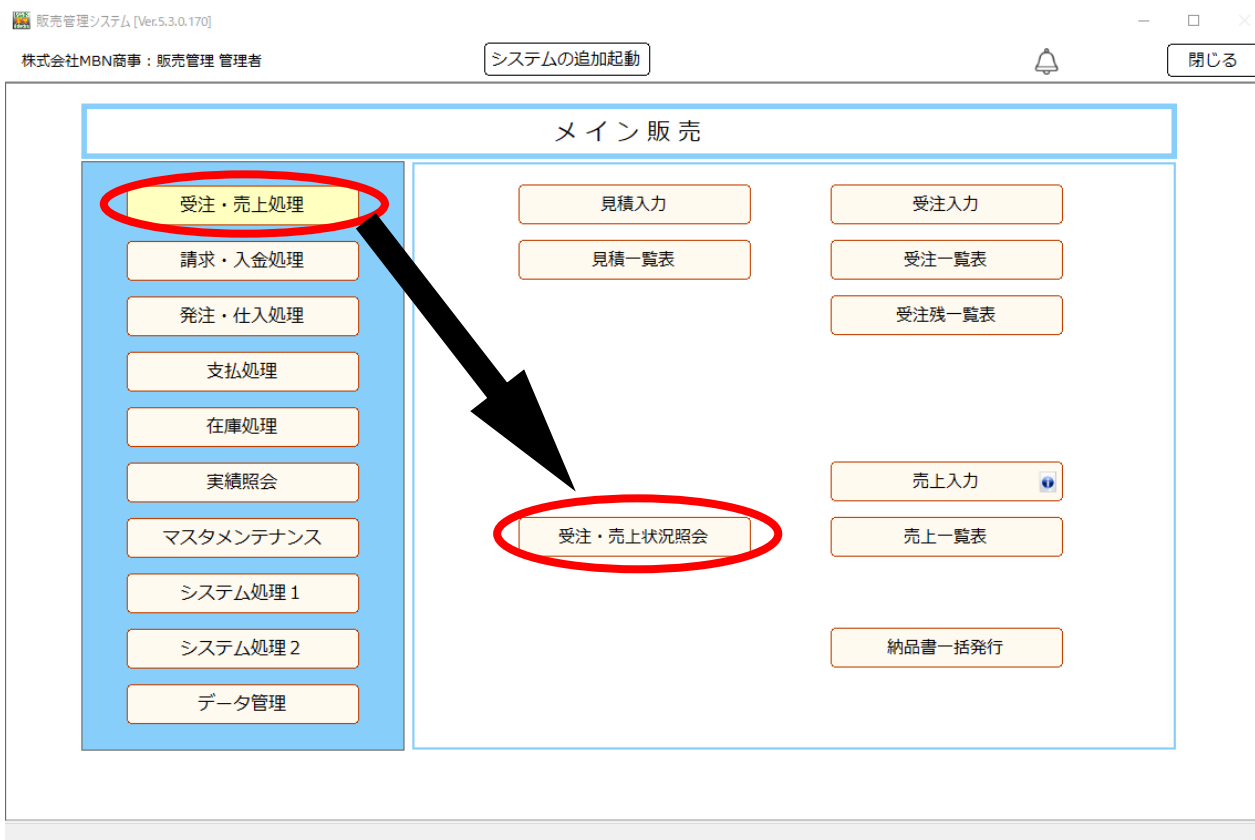 販売管理システム [Ver.5.3.0.170]
株式会社MBN商事：販売管理 管理者
システムの追加起動
閉じる
メイン販売
受注・売上処理
請求・入金処理
発注・仕入処理
支払処理
在庫処理
実績照会
マスタメンテナンス
システム処理１
システム処理２
データ管理
見積入力
受注入力
見積一覧表
受注一覧表
受注残一覧表
売上入力
受注・売上状況照会
売上一覧表
納品書一括発行